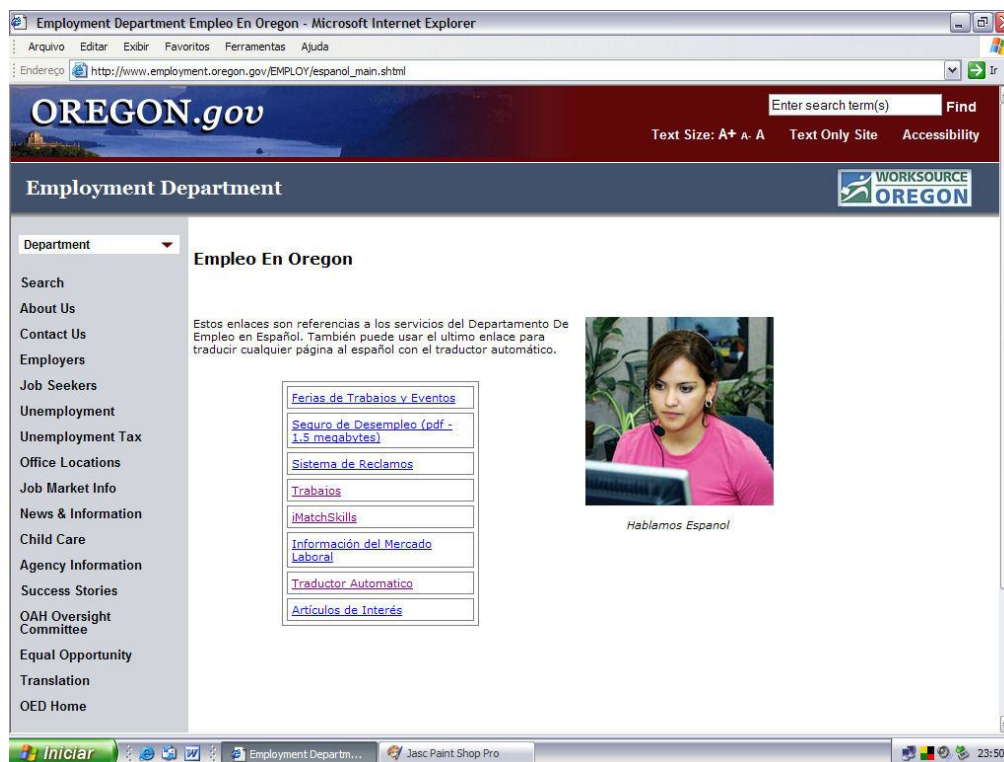 Employment Department Empleo En Oregon - Microsoft Internet Explorer
Arquivo Editar Exibir Favoritos Ferramentas Ajuda
Endereço http://www.employment.oregon.gov/EMPLOY/espanol_main.shtml Ir
OREGON.gov
Enter search term(s) Find
Text Size: A+ A- A Text Only Site Accessibility
Employment Department
WORKSOURCE
OREGON
Department
Search
About Us
Contact Us
Employers
Job Seekers
Unemployment
Unemployment Tax
Office Locations
Job Market Info
News & Information
Child Care
Agency Information
Success Stories
OAH Oversight
Committee
Equal Opportunity
Translation
OED Home
Empleo En Oregon
Estos enlaces son referencias a los servicios del Departamento De
Empleo en Español. También puede usar el ultimo enlace para
traducir cualquier página al español con el traductor automático.
Ferias de Trabajos y Eventos
Seguro de Desempleo (pdf -
1.5 megabytes)
Sistema de Reclamos
Trabajos
iMatchSkills
Información del Mercado
Laboral
Traductor Automatico
Artículos de Interés
Hablamos Espanol
Iniciar
Employment Departm...
Jasc Paint Shop Pro
23:50